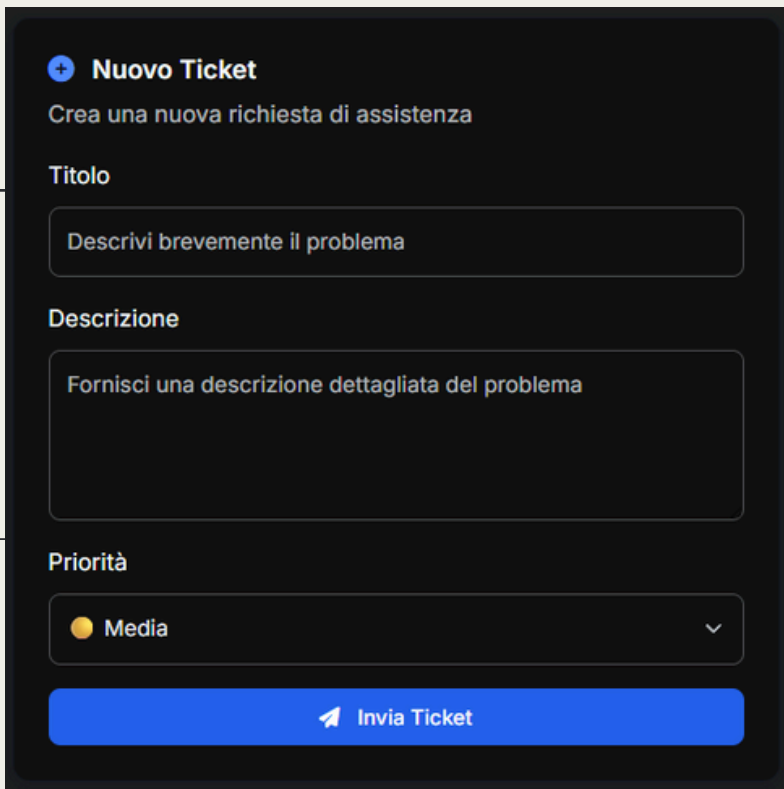 Nuovo Ticket
Crea una nuova richiesta di assistenza
Titolo
Descrivi brevemente il problema
Descrizione
Fornisci una descrizione dettagliata del problema
Priorità
Media
Invia Ticket